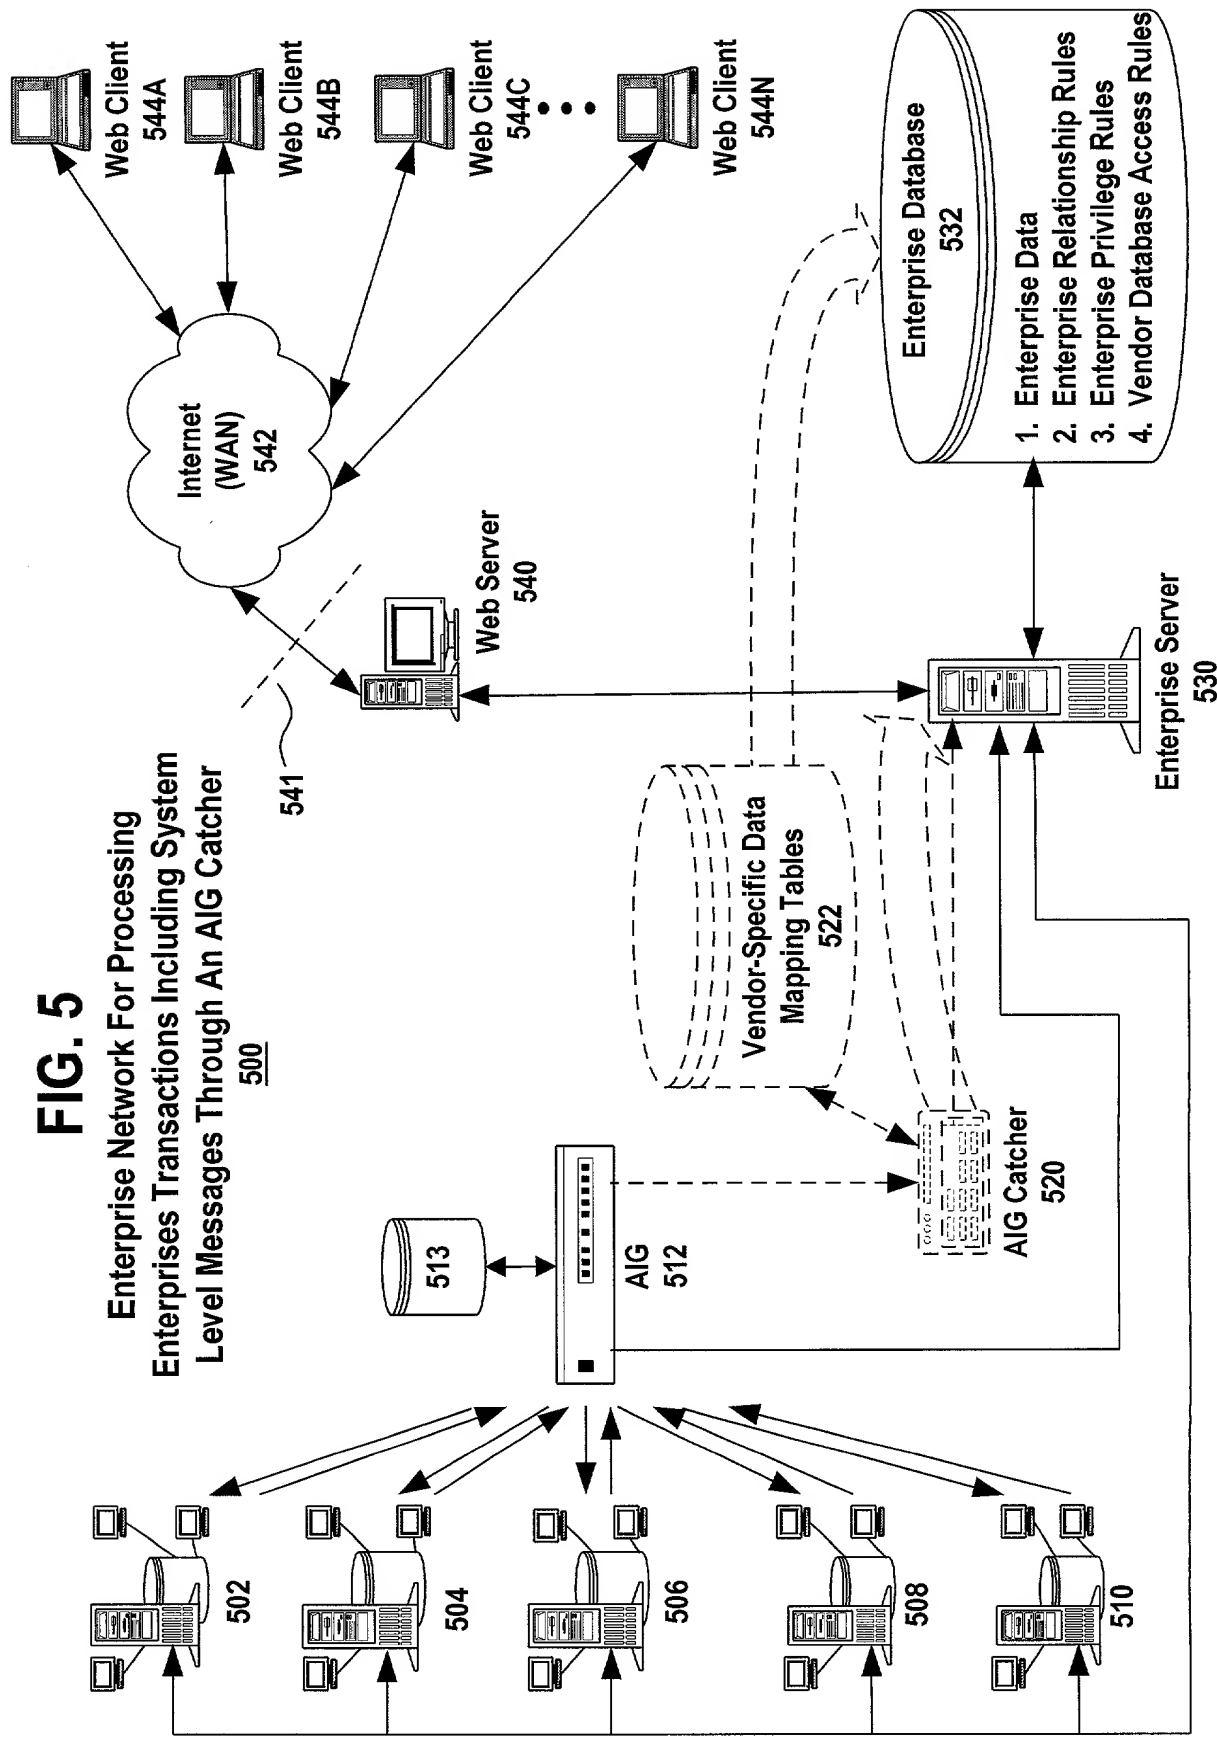 FIG. 5
Enterprise Network For Processing
Enterprises Transactions Including System
Level Messages Through An AIG Catcher
500
502
504
506
508
510
513
AIG
512
AIG Catcher
520
Vendor-Specific Data
Mapping Tables
522
541
Web Server
540
Enterprise Server
530
Internet
(WAN)
542
Enterprise Database
532
1. Enterprise Data
2. Enterprise Relationship Rules
3. Enterprise Privilege Rules
4. Vendor Database Access Rules
Web Client
544A
Web Client
544B
Web Client
544C
Web Client
544N